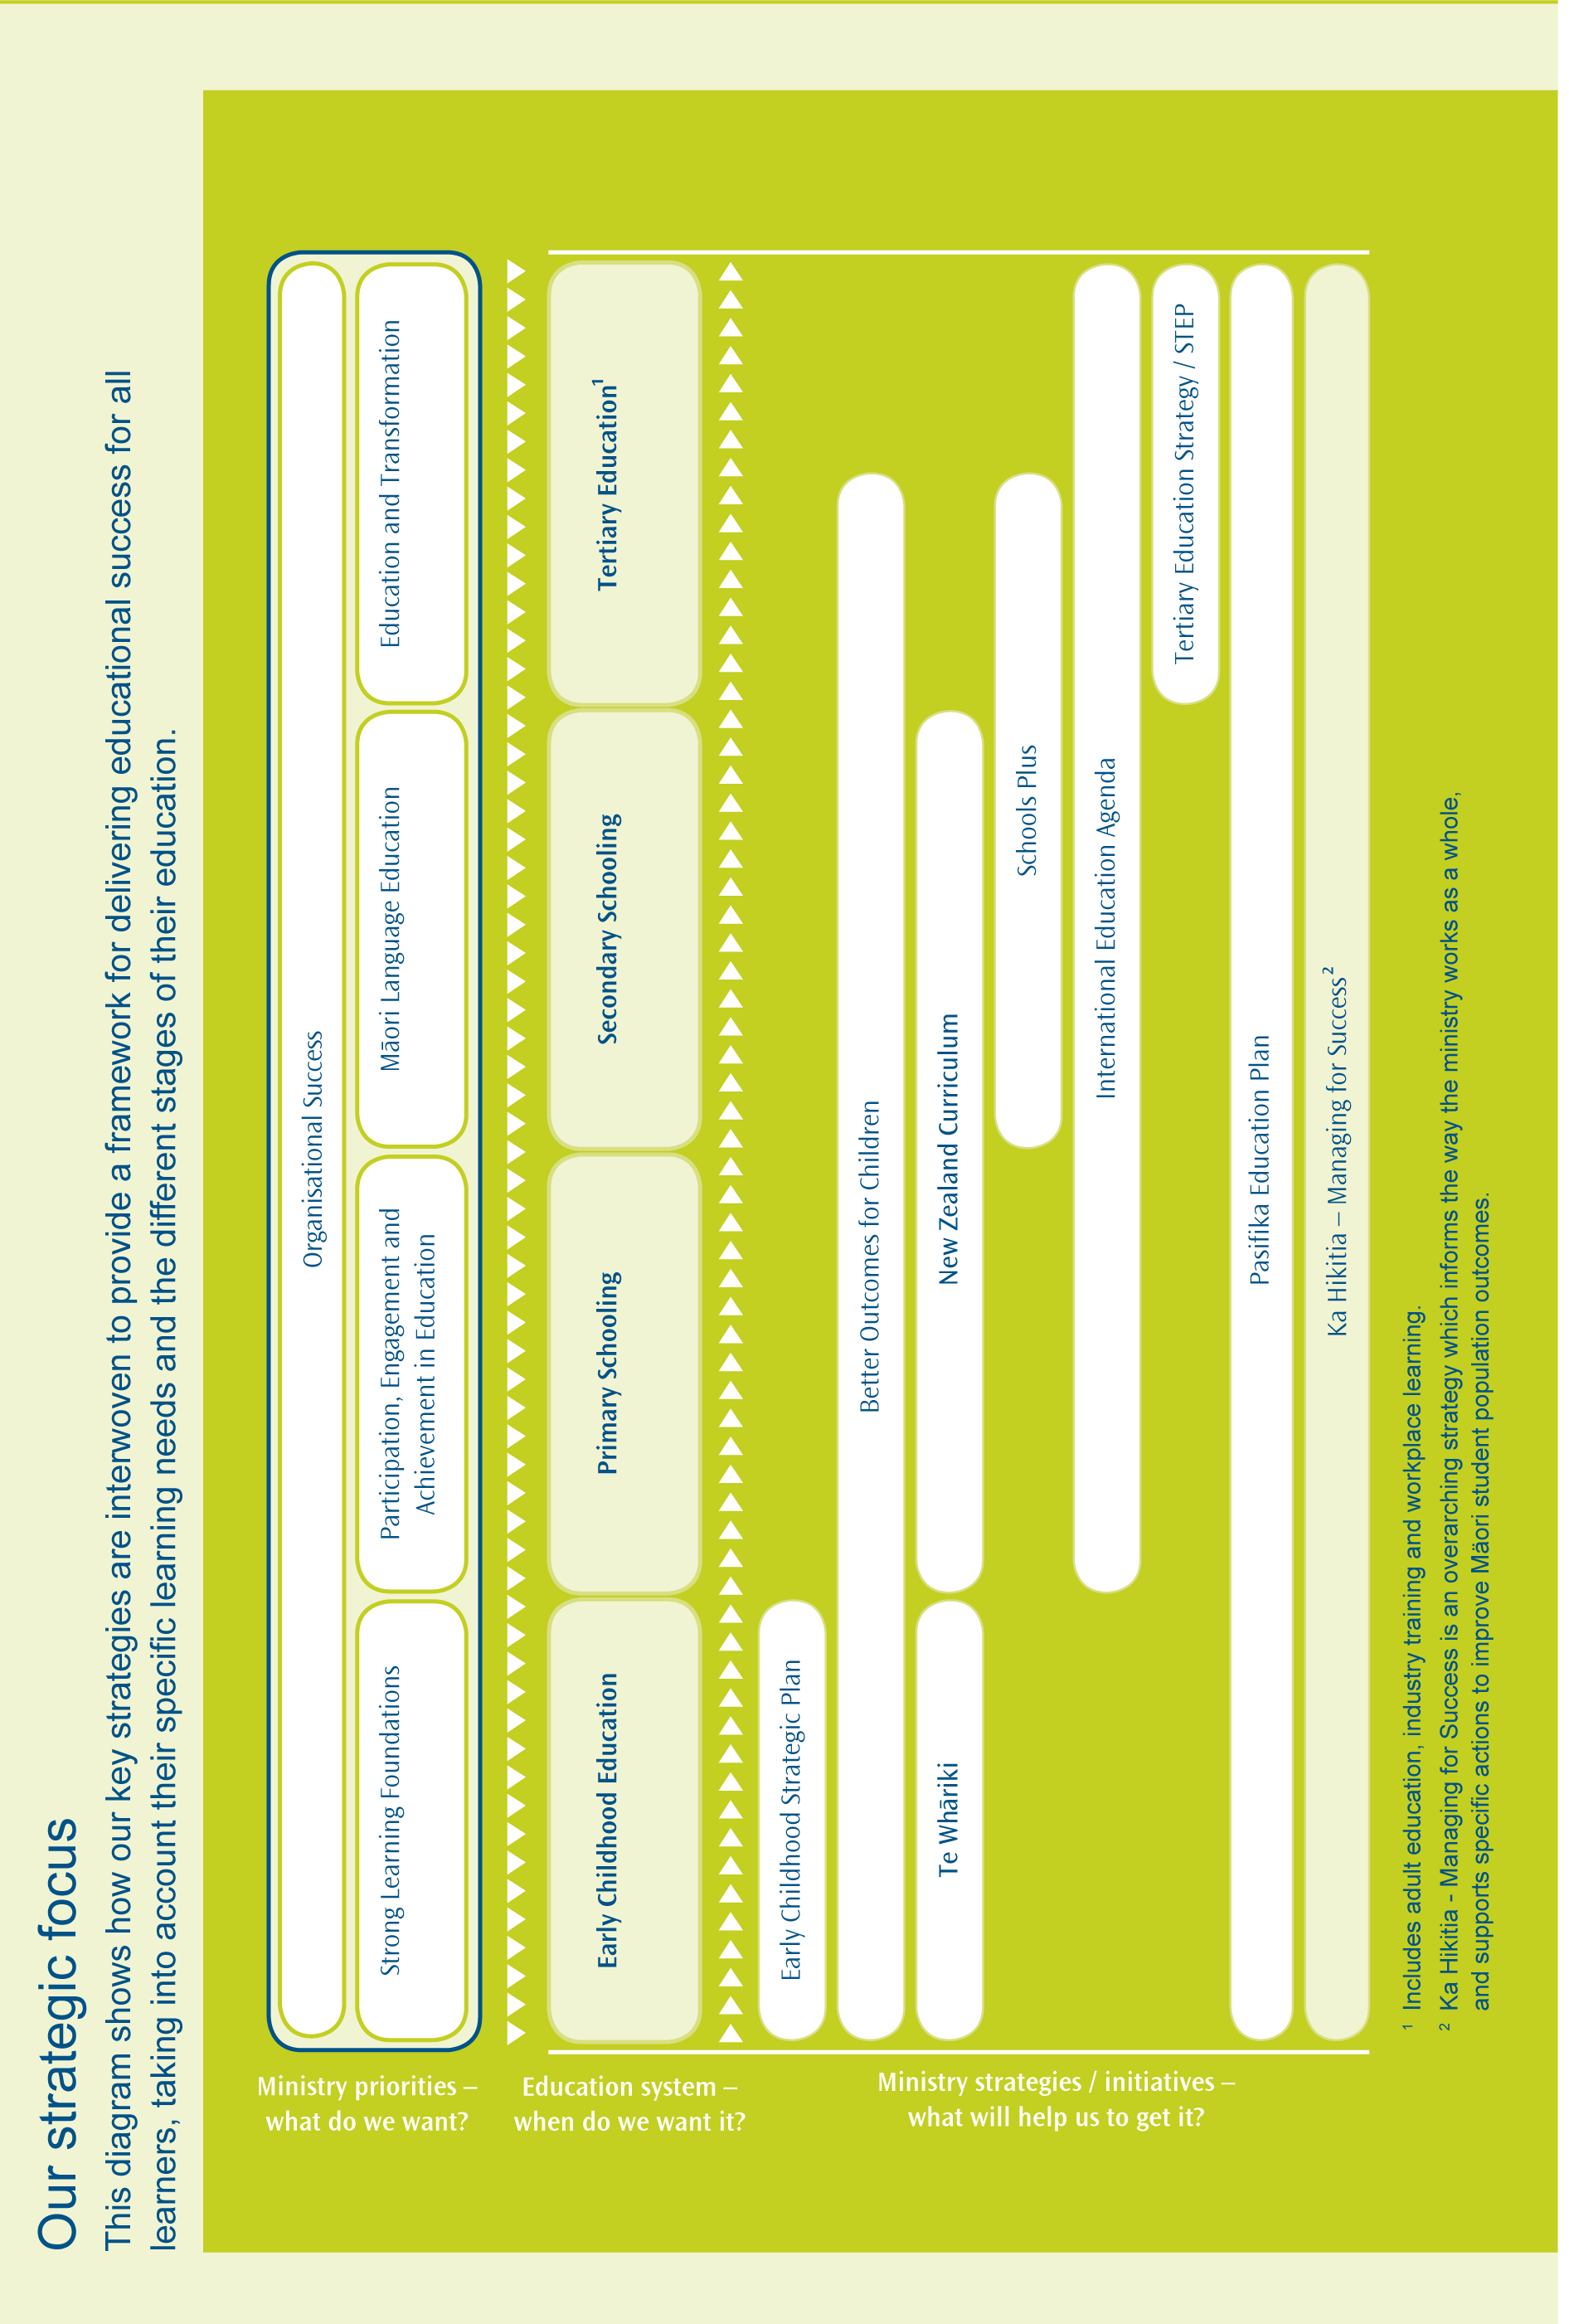 Our strategic focus
This diagram shows how our key strategies are interwoven to provide a framework for delivering educational success for all
learners, taking into account their specific learning needs and the different stages of their education.
Ministry priorities –
what do we want?
Organisational Success
Strong Learning Foundations
Participation, Engagement and
Achievement in Education
Māori Language Education
Education and Transformation
Education system –
when do we want it?
Early Childhood Education
Primary Schooling
Secondary Schooling
Tertiary Education¹
Ministry strategies / initiatives –
what will help us to get it?
Early Childhood Strategic Plan
Better Outcomes for Children
Te Whāriki
New Zealand Curriculum
Schools Plus
International Education Agenda
Tertiary Education Strategy / STEP
Pasifika Education Plan
Ka Hikitia – Managing for Success²
¹ Includes adult education, industry training and workplace learning.
² Ka Hikitia - Managing for Success is an overarching strategy which informs the way the ministry works as a whole,
and supports specific actions to improve Mäori student population outcomes.